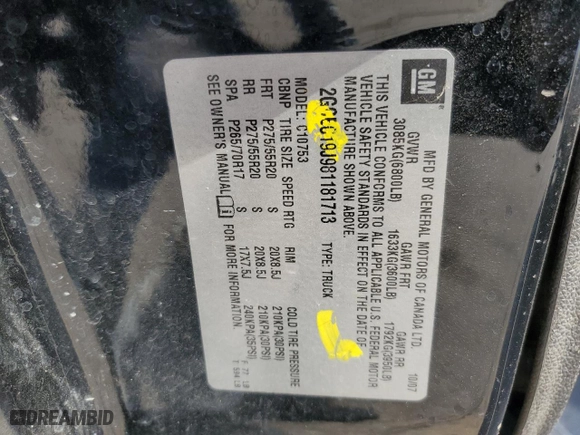 GM
MFD BY GENERAL MOTORS OF CANADA LTD.
10/07
GVWR GAWR FRT GAWR RR
3085KG(6800LB) 1633KG(3600LB) 1792KG(3950LB)
THIS VEHICLE CONFORMS TO ALL APPLICABLE U.S. FEDERAL MOTOR
VEHICLE SAFETY STANDARDS IN EFFECT ON THE DATE OF
MANUFACTURE SHOWN ABOVE.
C19J981181713 TYPE: TRUCK
MODEL: C10753
CBNP TIRE SIZE SPEED RTG RIM COLD TIRE PRESSURE
FRT P275/55R20 S 20X8.5J 210KPA(30PSI)
RR P275/55R20 S 20X8.5J 210KPA(30PSI)
SPA P265/70R17 S 17X7.5J 240KPA(35PSI)
SEE OWNER'S MANUAL FOR MORE INFORMATION.
DREAMBID